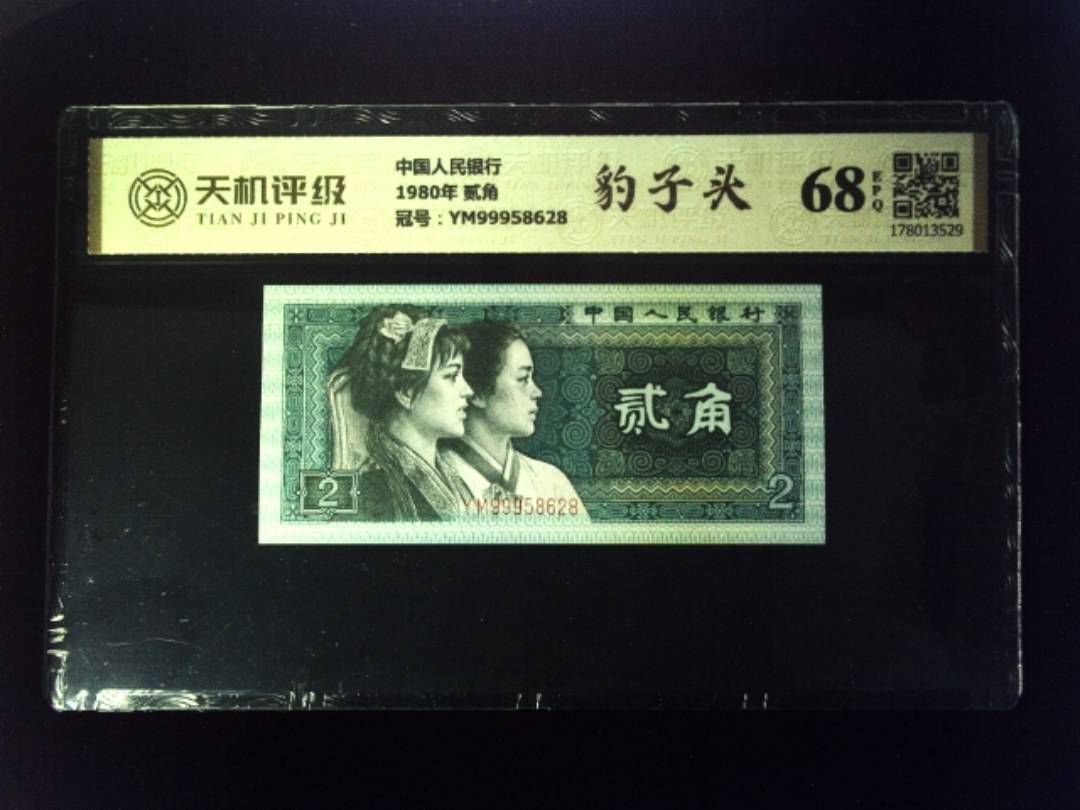 天机评级
TIAN JI PING JI
中国人民银行
1980年 贰角
冠号：YM99958628
豹子头
68
EPQ
178013529
中国人民银行
贰角
2
YM99958628
2